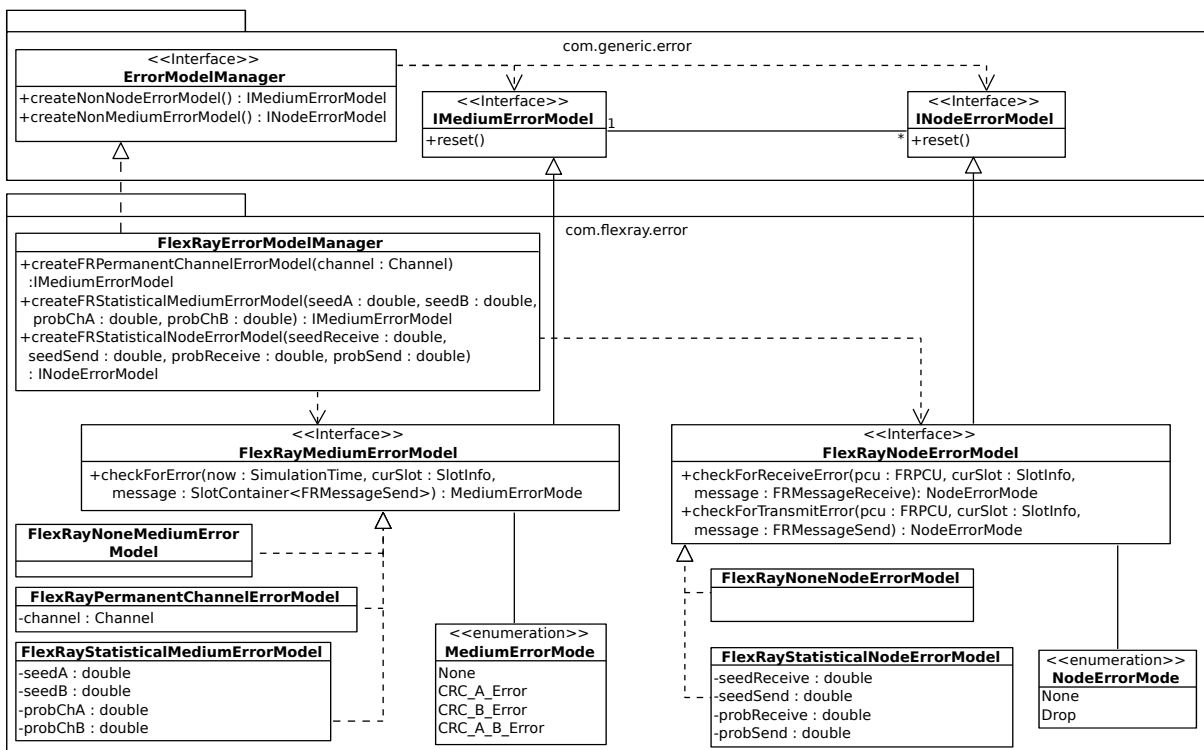 com.generic.error
<<Interface>>
ErrorModelManager
+createNonNodeErrorModel() : IMediumErrorModel
+createNonMediumErrorModel() : INodeErrorModel
<<Interface>>
IMediumErrorModel
+reset()
1
*
<<Interface>>
INodeErrorModel
+reset()
com.flexray.error
FlexRayErrorModelManager
+createFRPermanentChannelErrorModel(channel : Channel)
:IMediumErrorModel
+createFRStatisticalMediumErrorModel(seedA : double, seedB : double,
probChA : double, probChB : double) : IMediumErrorModel
+createFRStatisticalNodeErrorModel(seedReceive : double,
seedSend : double, probReceive : double, probSend : double)
: INodeErrorModel
<<Interface>>
FlexRayMediumErrorModel
+checkForError(now : SimulationTime, curSlot : SlotInfo,
message : SlotContainer<FRMessageSend>) : MediumErrorMode
<<Interface>>
FlexRayNodeErrorModel
+checkForReceiveError(pcu : FRPCU, curSlot : SlotInfo,
message : FRMessageReceive): NodeErrorMode
+checkForTransmitError(pcu : FRPCU, curSlot : SlotInfo,
message : FRMessageSend) : NodeErrorMode
FlexRayNoneMediumError
Model
FlexRayPermanentChannelErrorModel
-channel : Channel
FlexRayStatisticalMediumErrorModel
-seedA : double
-seedB : double
-probChA : double
-probChB : double
<<enumeration>>
MediumErrorMode
None
CRC_A_Error
CRC_B_Error
CRC_A_B_Error
FlexRayNoneNodeErrorModel
FlexRayStatisticalNodeErrorModel
-seedReceive : double
-seedSend : double
-probReceive : double
-probSend : double
<<enumeration>>
NodeErrorMode
None
Drop